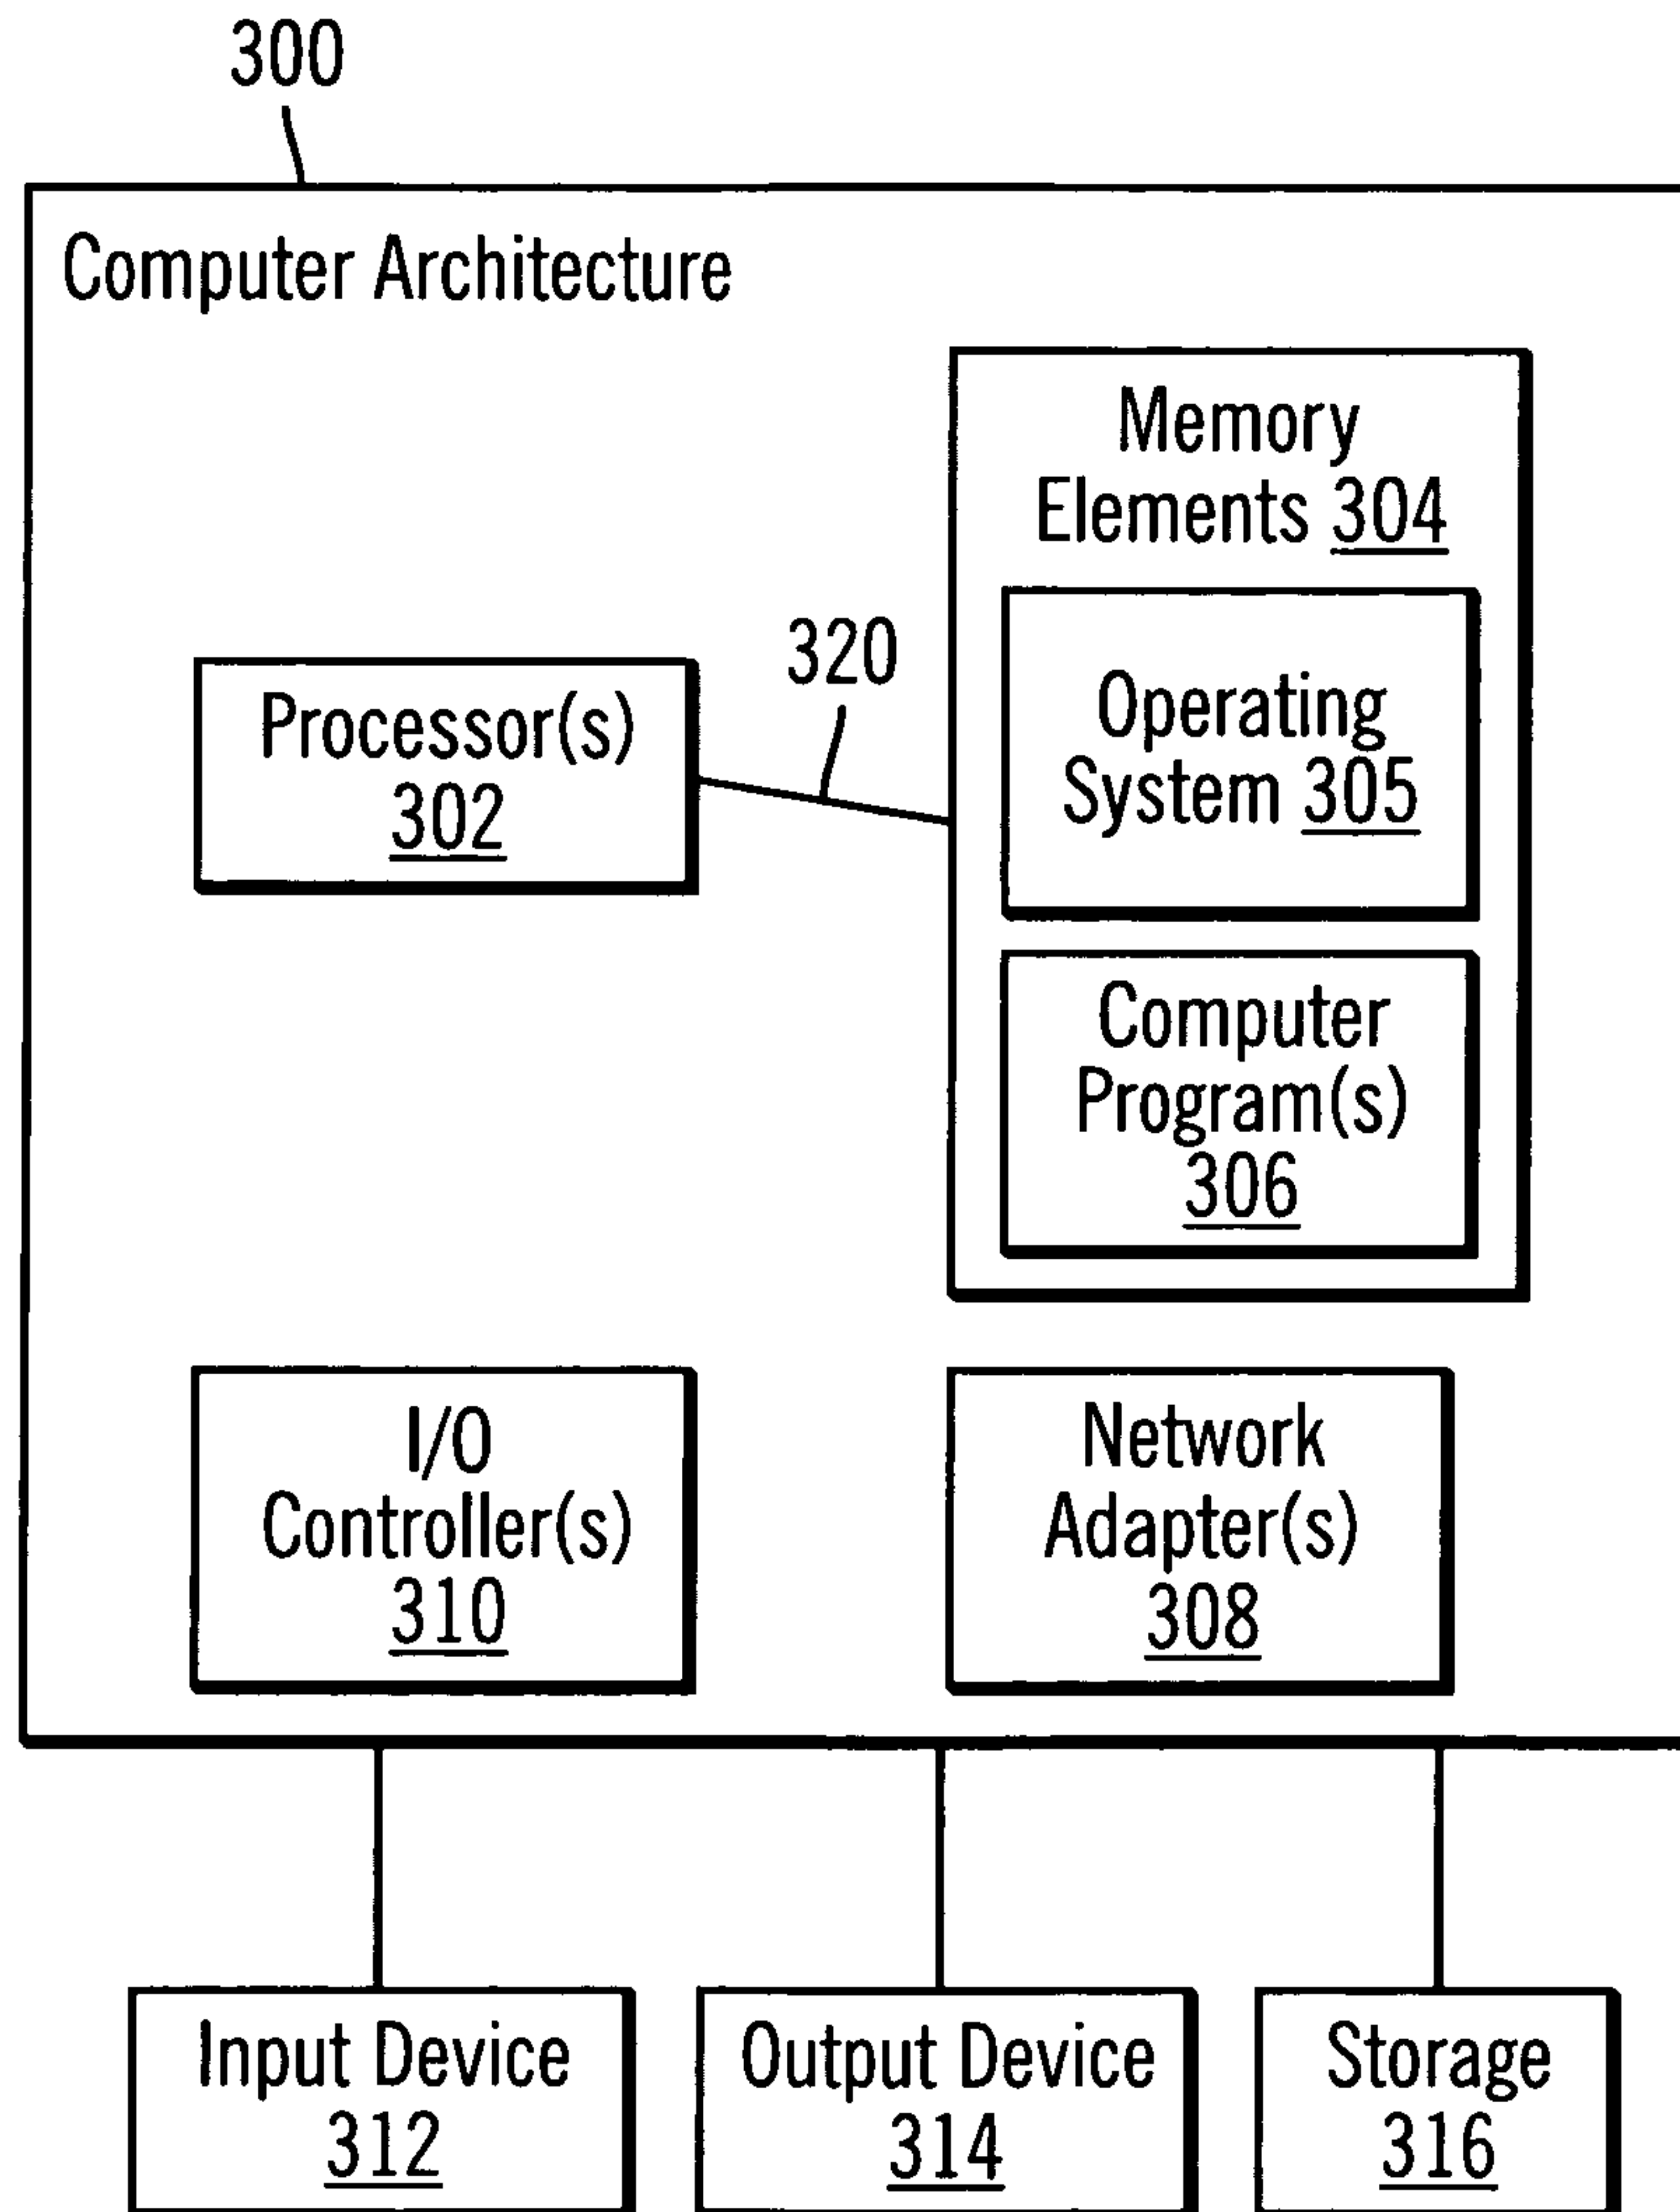 300
Computer Architecture
Memory
Elements 304
Operating
System 305
320
Processor(s)
302
Computer
Program(s)
306
I/O
Controller(s)
310
Network
Adapter(s)
308
Input Device
312
Output Device
314
Storage
316